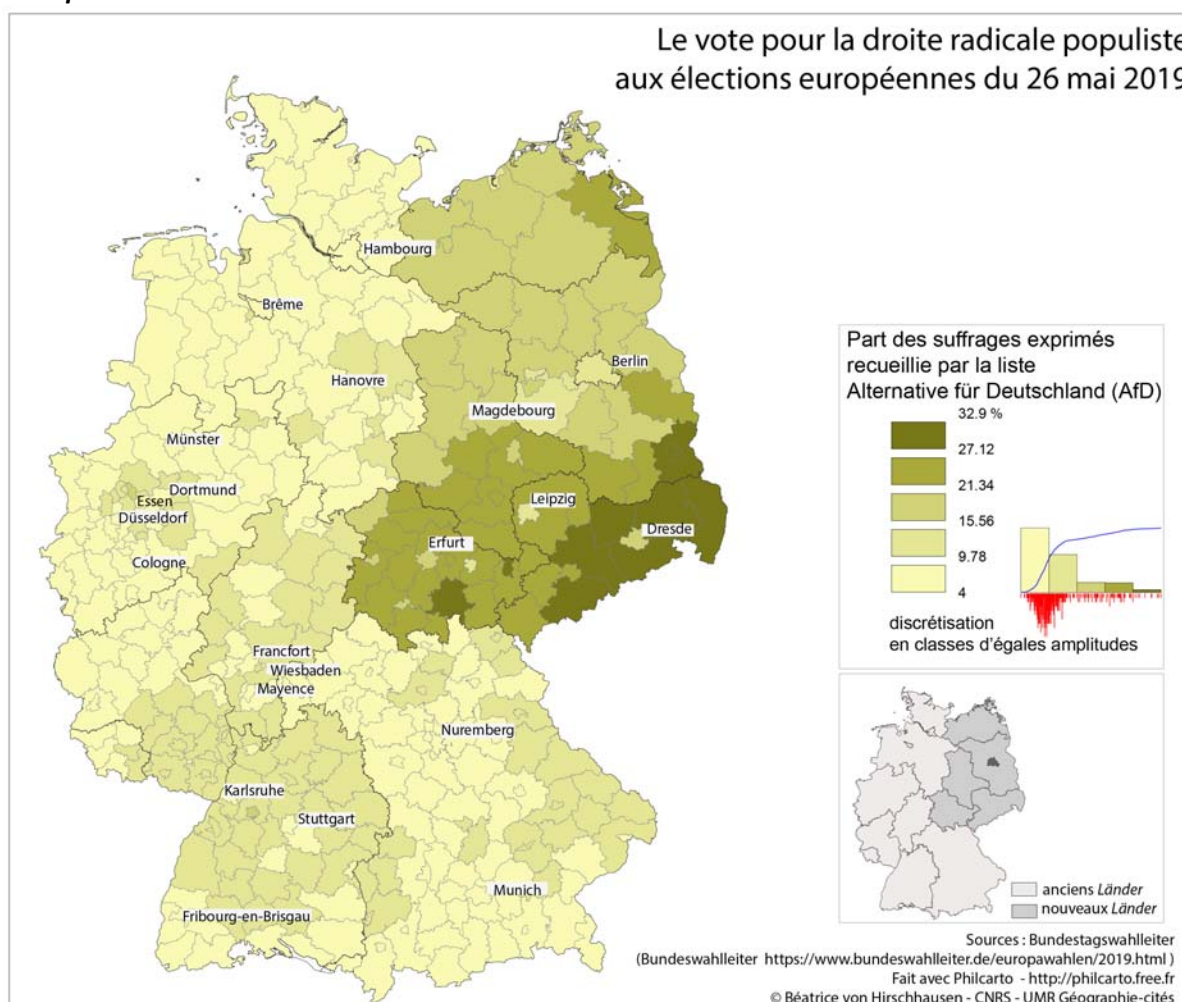 Le vote pour la droite radicale populiste
aux élections européennes du 26 mai 2019
Hambourg
Brême
Hanovre
Berlin
Magdebourg
Münster
Dortmund
Essen
Düsseldorf
Cologne
Leipzig
Dresde
Erfurt
Francfort
Wiesbaden
Mayence
Nuremberg
Karlsruhe
Stuttgart
Munich
Fribourg-en-Brisgau
Part des suffrages exprimés
recueillie par la liste
Alternative für Deutschland (AfD)
32.9 %
27.12
21.34
15.56
9.78
4
discrétisation
en classes d'égales amplitudes
anciens Länder
nouveaux Länder
Sources : Bundestagswahlleiter
(Bundeswahlleiter https://www.bundeswahlleiter.de/europawahlen/2019.html )
Fait avec Philcarto - http://philcarto.free.fr
© Béatrice von Hirschhausen - CNRS - UMR Géographie-cités